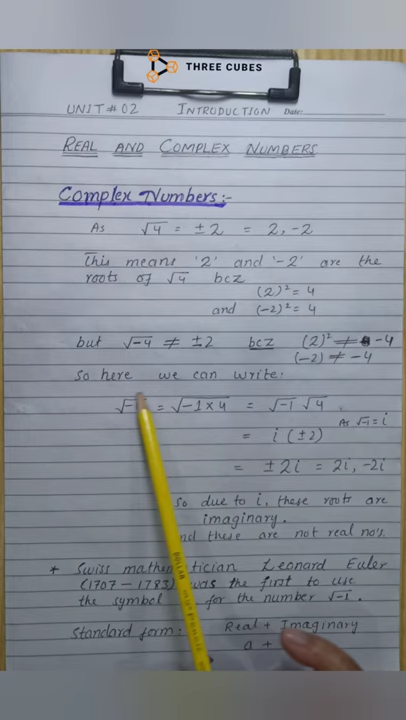 THREE CUBES
UNIT # 02 INTRODUCTION Date:
REAL AND COMPLEX NUMBERS
Complex Numbers:-
As √4 = ±2 = 2, -2
This means '2' and '-2' are the
roots of √4 bcz
(2)² = 4
and (-2)² = 4
but √-4 ≠ ±2 bcz (2)² ≠ -4
(-2) ≠ -4
So here we can write:
= √-1×4 = √-1 √4
As √-1 = i
= i (±2)
= ±2i = 2i, -2i
so due to i, these roots are
imaginary.
these are not real no's.
* Swiss mathematician Leonard Euler
(1707 - 1783) was the first to use
the symbol for the number √-1.
Standard form: Real + Imaginary
a +